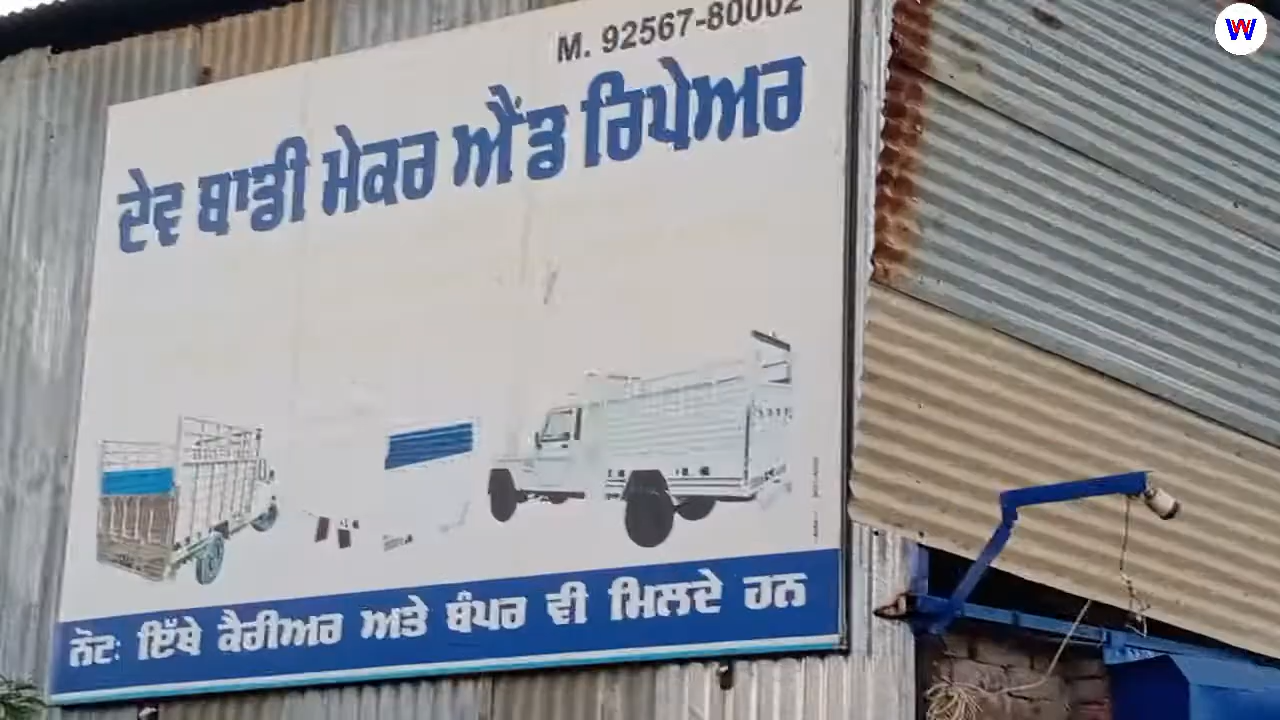 M. 92567-80002
ਦੇਵ ਬਾਡੀ ਮੇਕਰ ਐਂਡ ਰਿਪੇਅਰ
ਨੋਟ: ਇੱਥੇ ਕੈਰੀਅਰ ਅਤੇ ਬੰਪਰ ਵੀ ਮਿਲਦੇ ਹਨ
W